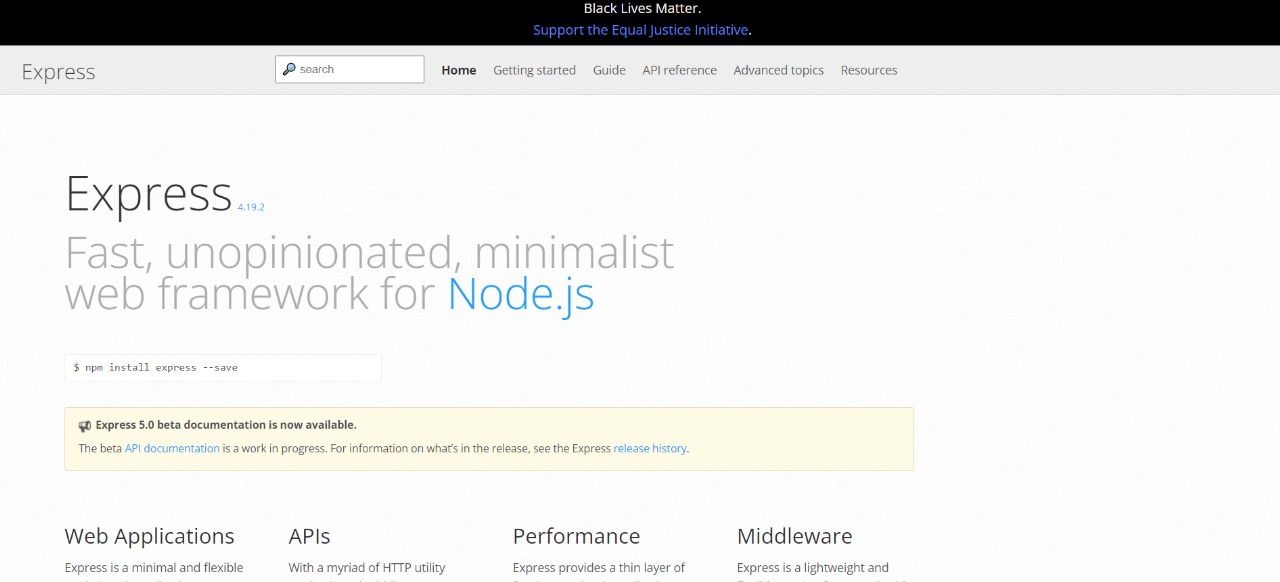 Black Lives Matter.
Support the Equal Justice Initiative.
Express
search
Home Getting started Guide API reference Advanced topics Resources
Express 4.19.2
Fast, unopinionated, minimalist
web framework for Node.js
$ npm install express --save
Express 5.0 beta documentation is now available.
The beta API documentation is a work in progress. For information on what's in the release, see the Express release history.
Web Applications
Express is a minimal and flexible
APIs
With a myriad of HTTP utility
Performance
Express provides a thin layer of
Middleware
Express is a lightweight and